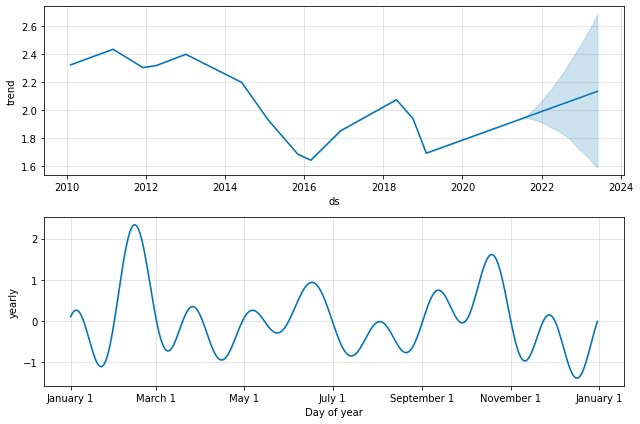 2.6
2.4
2.2
2.0
1.8
1.6
trend
2010 2012 2014 2016 2018 2020 2022 2024
ds
2
1
0
−1
yearly
January 1 March 1 May 1 July 1 September 1 November 1 January 1
Day of year